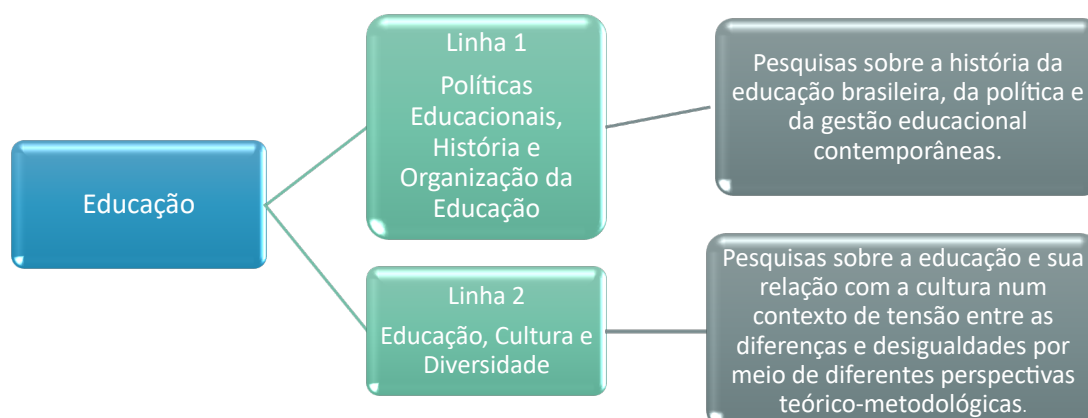 Educação
Linha 1
Políticas
Educacionais,
História e
Organização da
Educação
Pesquisas sobre a história da
educação brasileira, da política e
da gestão educacional
contemporâneas.
Linha 2
Educação, Cultura e
Diversidade
Pesquisas sobre a educação e sua
relação com a cultura num
contexto de tensão entre as
diferenças e desigualdades por
meio de diferentes perspectivas
teórico-metodológicas.